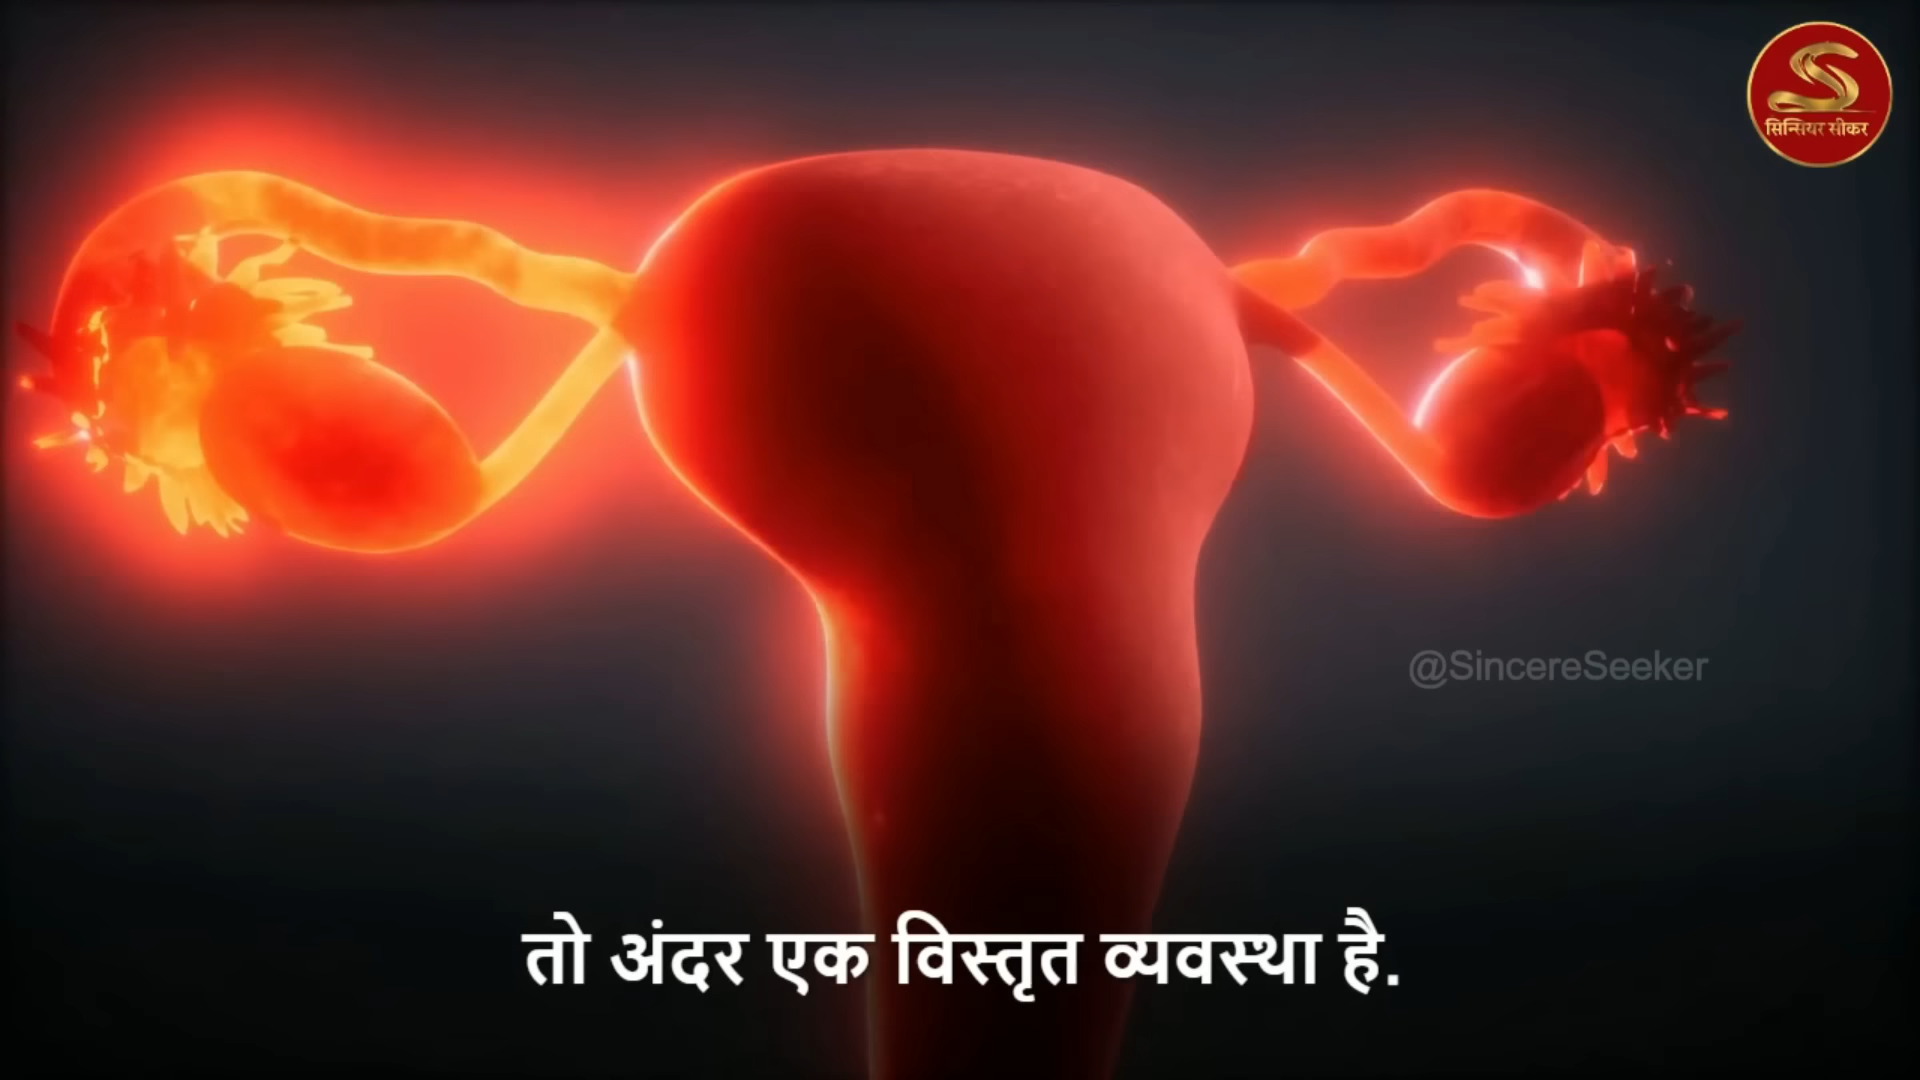 सिन्सियर सीकर
@SincereSeeker
तो अंदर एक विस्तृत व्यवस्था है.